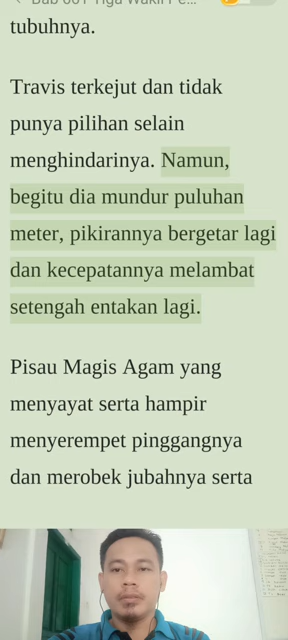 tubuhnya.
Travis terkejut dan tidak
punya pilihan selain
menghindarinya. Namun,
begitu dia mundur puluhan
meter, pikirannya bergetar lagi
dan kecepatannya melambat
setengah entakan lagi.
Pisau Magis Agam yang
menyayat serta hampir
menyerempet pinggangnya
dan merobek jubahnya serta